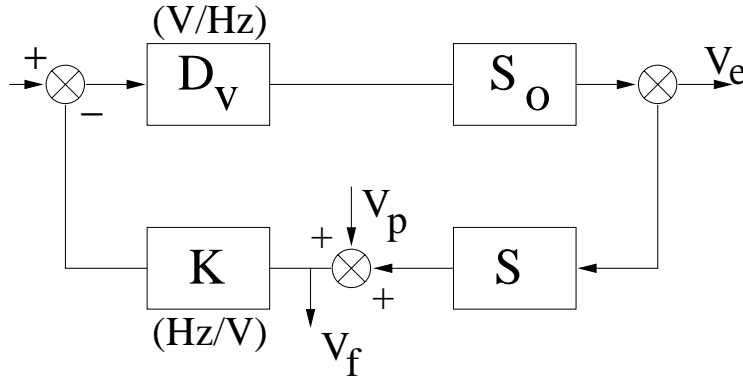 (V/Hz)
+
D_v
S_o
V_e
−
V_p
+
K
S
+
(Hz/V)
V_f